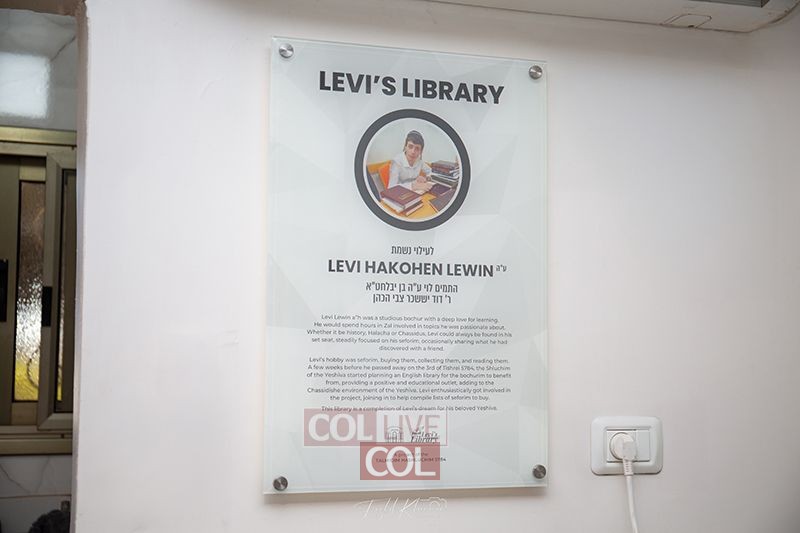 LEVI'S LIBRARY
לעילוי נשמת
LEVI HAKOHEN LEWIN ע"ה
התמים לוי ע"ה בן יבלחט"א
ר' דוד יששכר צבי הכהן
Levi Lewin a"h was a studious bochur with a deep love for learning.
He would spend hours in Zal involved in topics he was passionate about.
Whether it be history, Halacha or Chassidus, Levi could always be found in his
set seat, steadily focused on his seforim, occasionally sharing what he had
discovered with a friend.
Levi's hobby was seforim, buying them, collecting them, and reading them.
A few weeks before he passed away on the 3rd of Tishrei 5784, the Shluchim
of the Yeshiva started planning an English library for the bochurim to benefit
from, providing a positive and educational outlet, adding to the
Chassidishe environment of the Yeshiva. Levi enthusiastically got involved in
the project, joining in to help compile lists of seforim to buy.
This library is a completion of Levi's dream for his beloved Yeshiva.
COL LIVE
Levi's
Library
COL